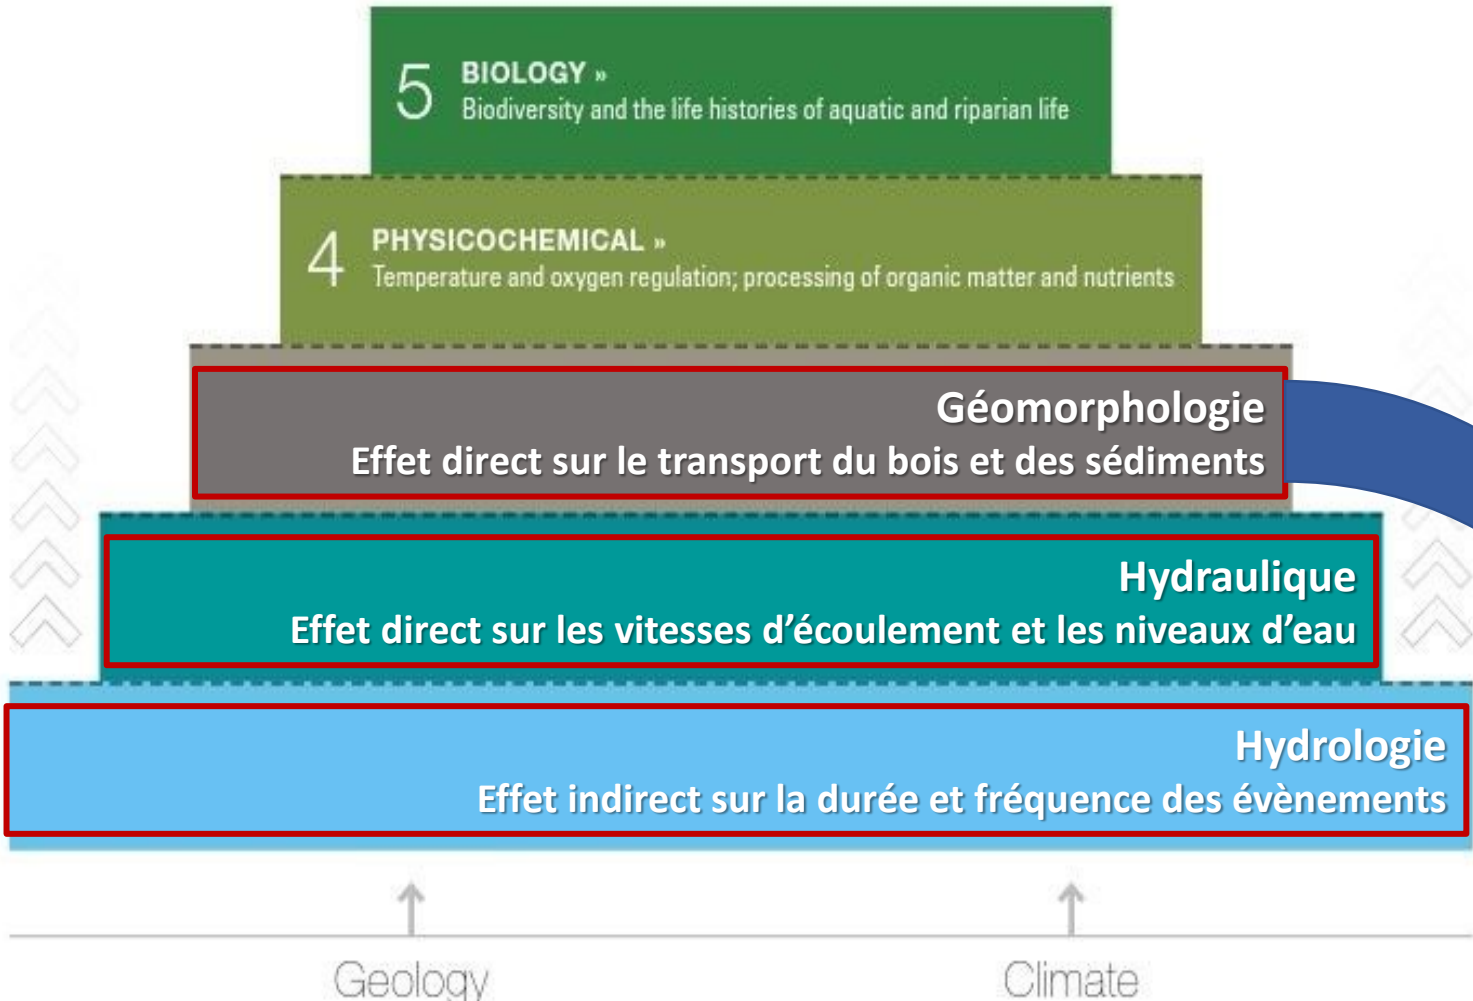 5 BIOLOGY »
Biodiversity and the life histories of aquatic and riparian life
4 PHYSICOCHEMICAL »
Temperature and oxygen regulation; processing of organic matter and nutrients
Géomorphologie
Effet direct sur le transport du bois et des sédiments
Hydraulique
Effet direct sur les vitesses d’écoulement et les niveaux d’eau
Hydrologie
Effet indirect sur la durée et fréquence des évènements
Geology
Climate